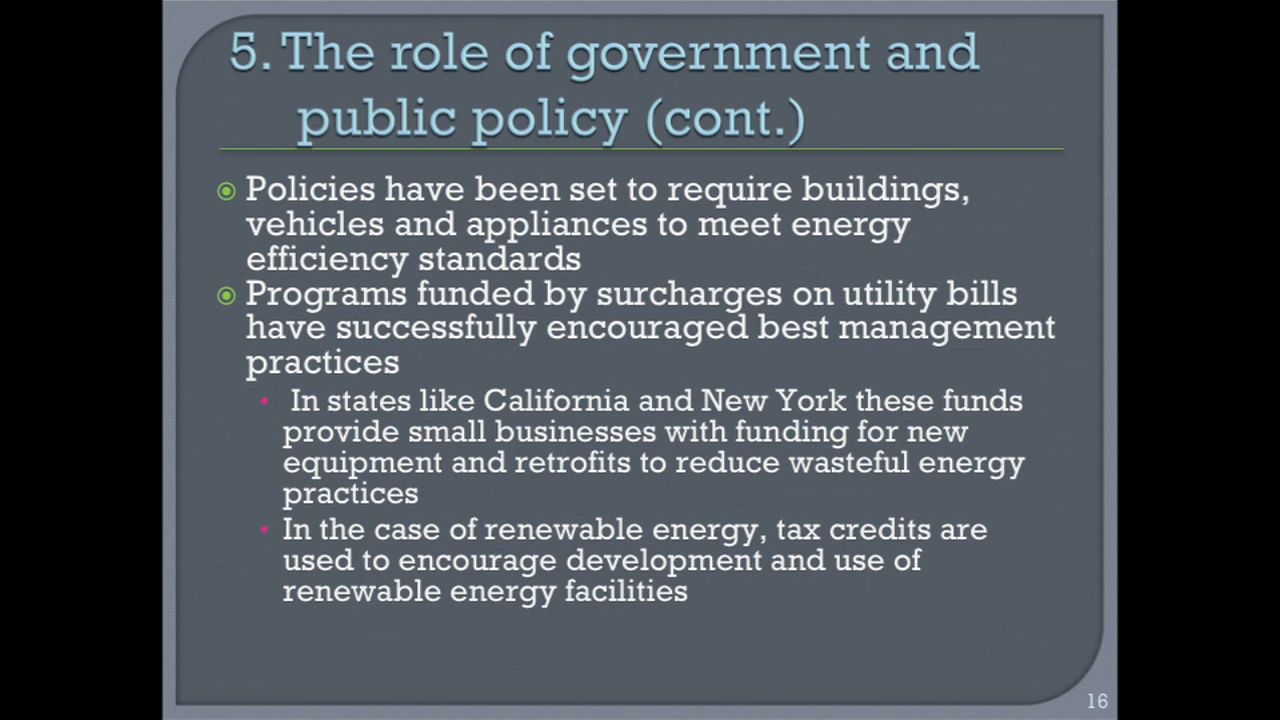 5. The role of government and
public policy (cont.)
Policies have been set to require buildings,
vehicles and appliances to meet energy
efficiency standards
Programs funded by surcharges on utility bills
have successfully encouraged best management
practices
In states like California and New York these funds
provide small businesses with funding for new
equipment and retrofits to reduce wasteful energy
practices
In the case of renewable energy, tax credits are
used to encourage development and use of
renewable energy facilities
16